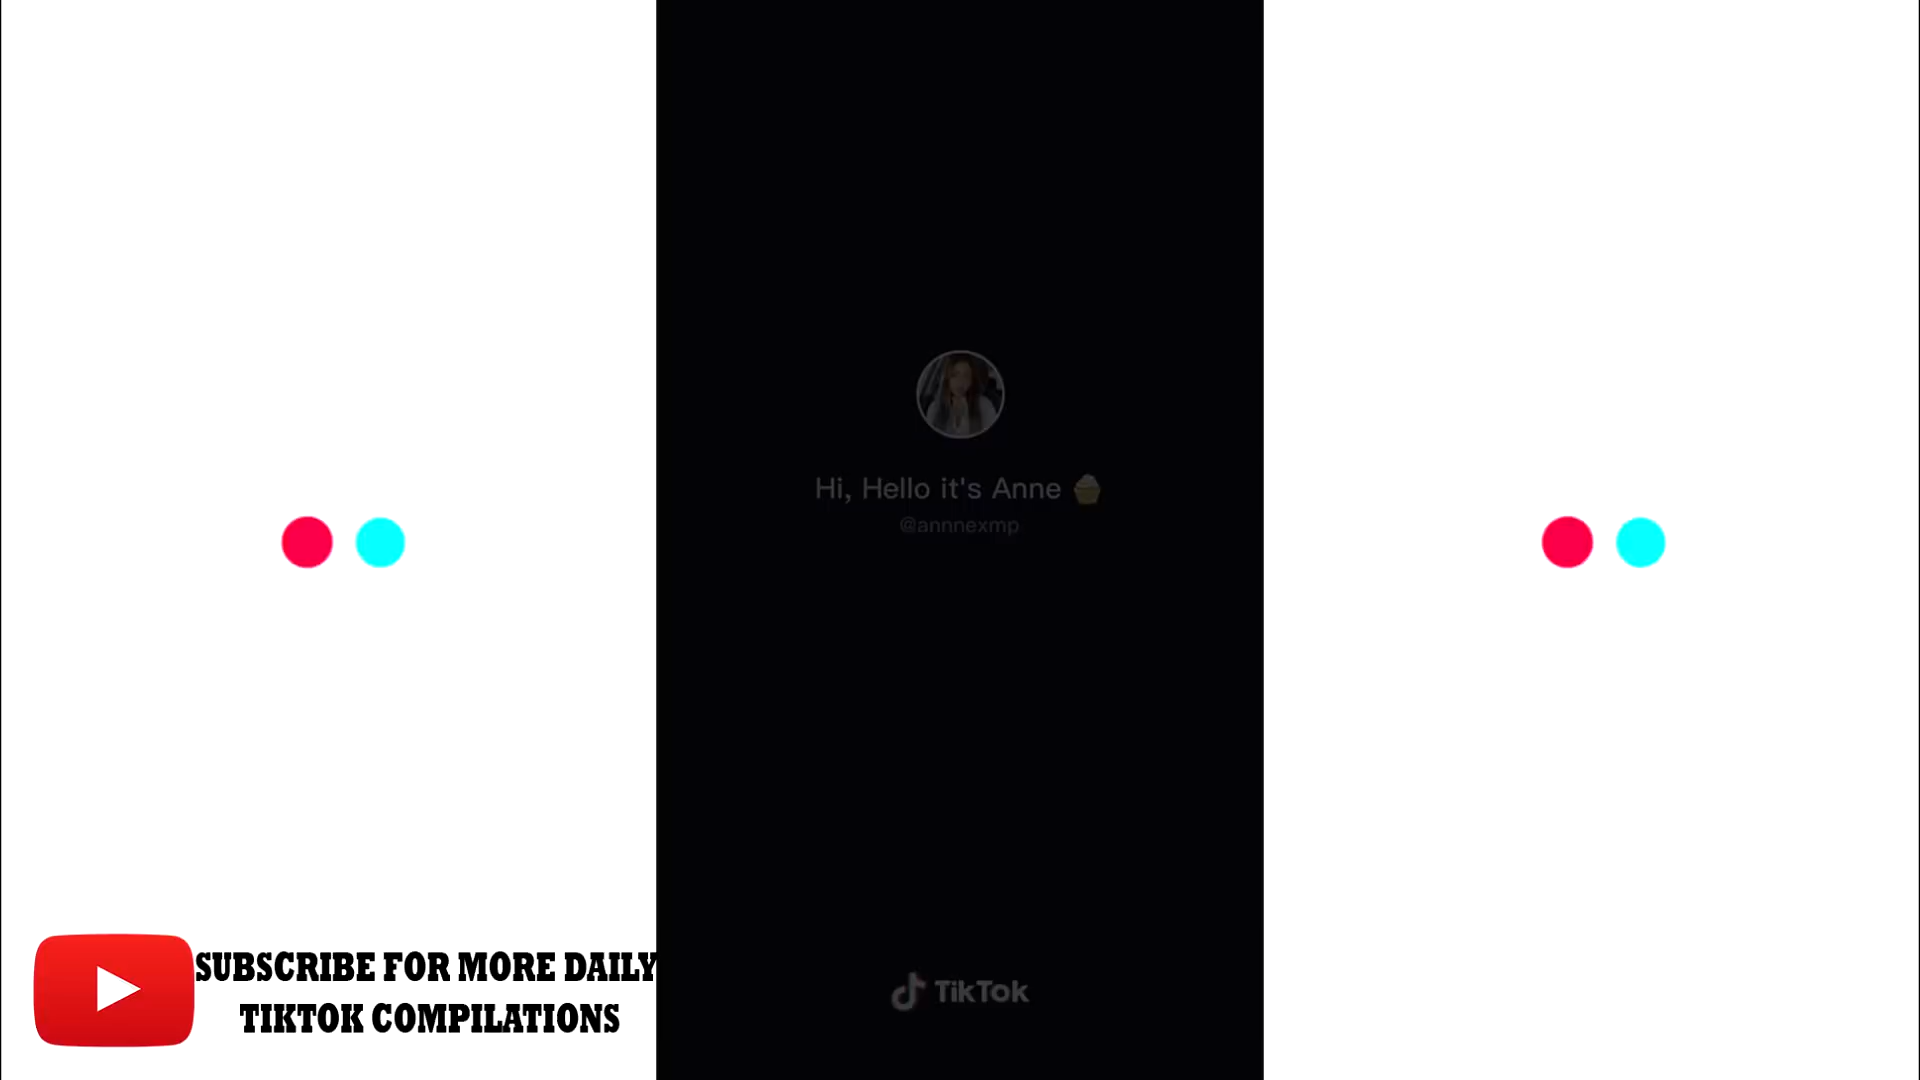 Hi, Hello it's Anne 🧁
@annnexmp
TikTok
SUBSCRIBE FOR MORE DAILY
TIKTOK COMPILATIONS